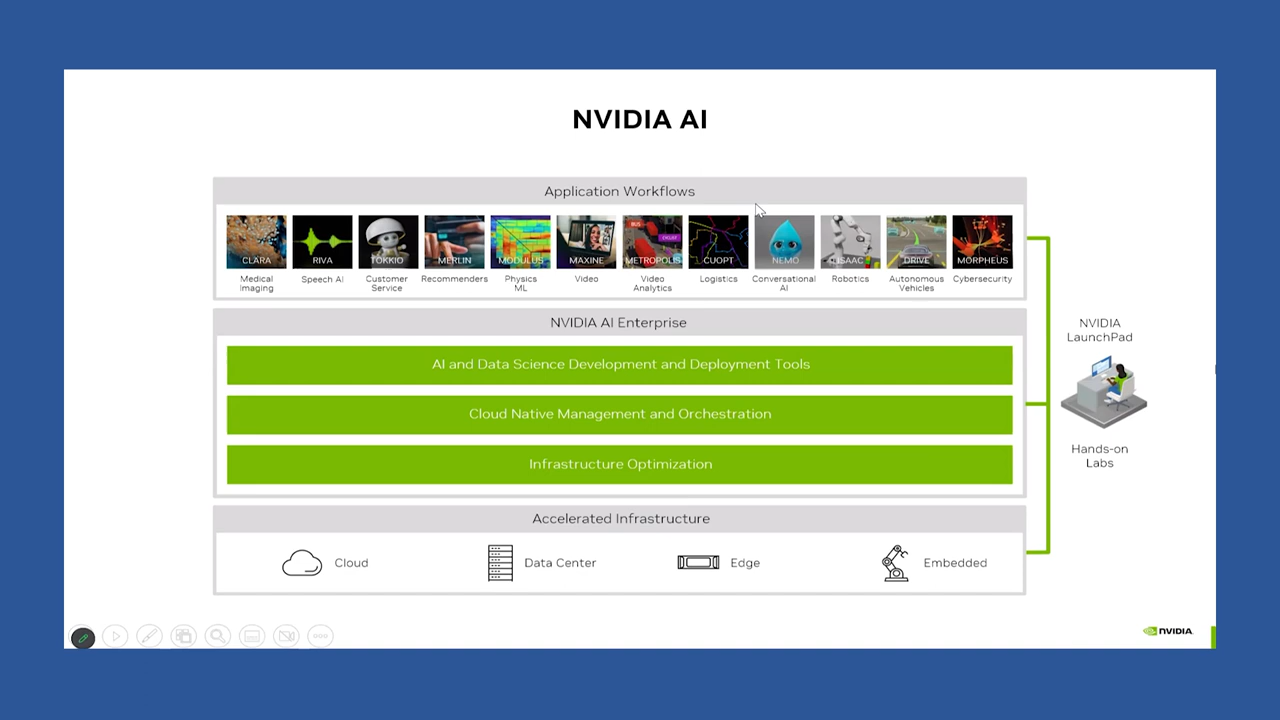 NVIDIA AI
Application Workflows
CLARA
RIVA
TOKKIO
MERLIN
MODULUS
MAXINE
METROPOLIS
CUOPT
NEMO
ISAAC
DRIVE
MORPHEUS
Medical
Imaging
Speech AI
Customer
Service
Recommenders
Physics
ML
Video
Video
Analytics
Logistics
Conversational
AI
Robotics
Autonomous
Vehicles
Cybersecurity
NVIDIA AI Enterprise
AI and Data Science Development and Deployment Tools
Cloud Native Management and Orchestration
Infrastructure Optimization
Accelerated Infrastructure
Cloud
Data Center
Edge
Embedded
NVIDIA
LaunchPad
Hands-on
Labs
NVIDIA